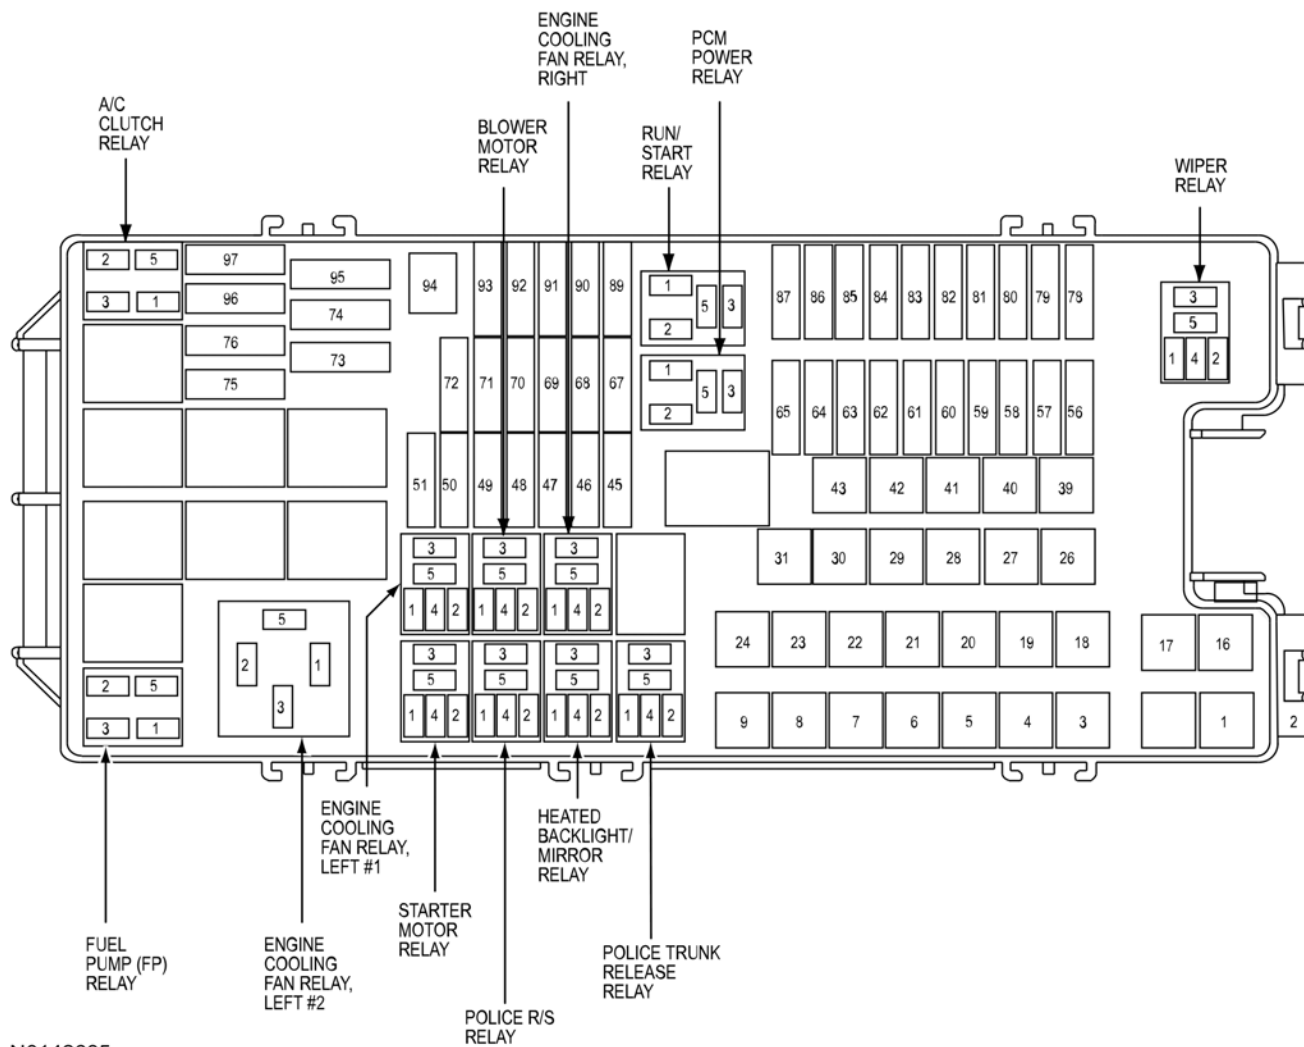 ENGINE
COOLING
FAN RELAY,
RIGHT
PCM
POWER
RELAY
A/C
CLUTCH
RELAY
BLOWER
MOTOR
RELAY
RUN/
START
RELAY
WIPER
RELAY
2 5
3 1
97
96
76
75
95
74
73
94
93 92 91 90 89
72 71 70 69 68 67
51 50 49 48 47 46 45
1
5 3
2
1
5 3
2
87 86 85 84 83 82 81 80 79 78
65 64 63 62 61 60 59 58 57 56
43 42 41 40 39
31 30 29 28 27 26
24 23 22 21 20 19 18 17 16
9 8 7 6 5 4 3 1 2
3
5
1 4 2
3 3 3
5 5 5
1 4 2 1 4 2 1 4 2
3 3 3 3
5 5 5 5
1 4 2 1 4 2 1 4 2 1 4 2
5
2 1
3
2 5
3 1
ENGINE
COOLING
FAN RELAY,
LEFT #1
HEATED
BACKLIGHT/
MIRROR
RELAY
STARTER
MOTOR
RELAY
FUEL
PUMP (FP)
RELAY
ENGINE
COOLING
FAN RELAY,
LEFT #2
POLICE TRUNK
RELEASE
RELAY
POLICE R/S
RELAY